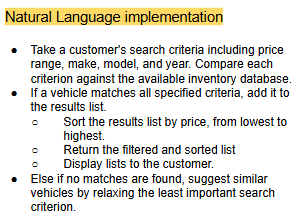 Natural Language implementation
● Take a customer's search criteria including price
range, make, model, and year. Compare each
criterion against the available inventory database.
● If a vehicle matches all specified criteria, add it to
the results list.
○ Sort the results list by price, from lowest to
highest.
○ Return the filtered and sorted list
○ Display lists to the customer.
● Else if no matches are found, suggest similar
vehicles by relaxing the least important search
criterion.